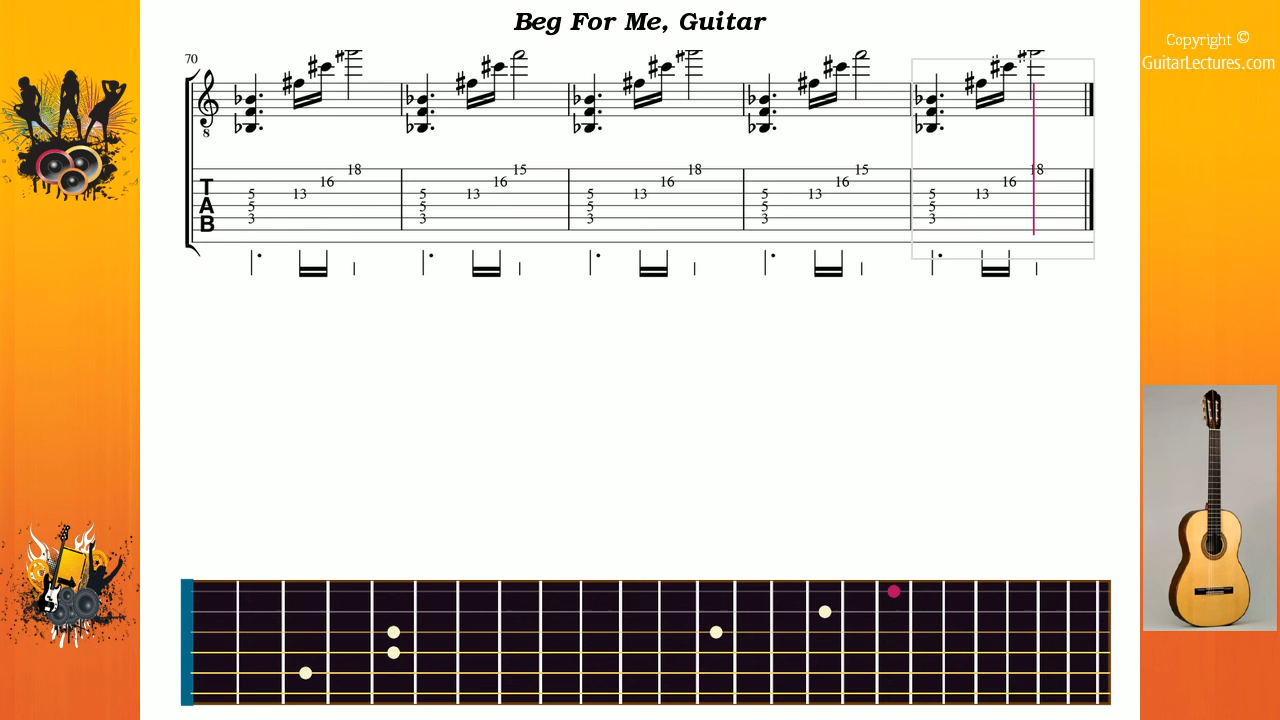 Beg For Me, Guitar
Copyright ©
GuitarLectures.com
70
8
18 15 18 15 18
16 16 16 16 16
T 5 13 5 13 5 13 5 13 5 13
A 5 5 5 5 5
B 3 3 3 3 3